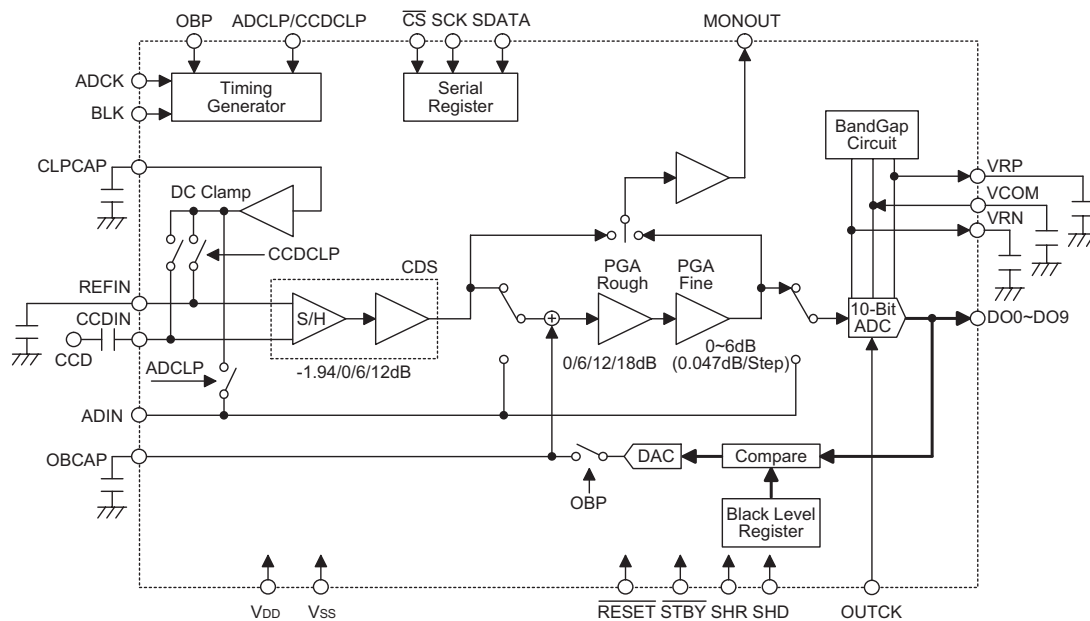 OBP
ADCLP/CCDCLP
CS SCK SDATA
MONOUT
ADCK
BLK
Timing
Generator
Serial
Register
BandGap
Circuit
CLPCAP
DC Clamp
VRP
VCOM
VRN
CCDCLP
CDS
PGA
Rough
PGA
Fine
REFIN
S/H
10-Bit
ADC
DO0~DO9
CCDIN
CCD
-1.94/0/6/12dB
0/6/12/18dB
0~6dB
(0.047dB/Step)
ADCLP
ADIN
OBCAP
DAC
Compare
OBP
Black Level
Register
VDD
VSS
RESET
STBY
SHR
SHD
OUTCK